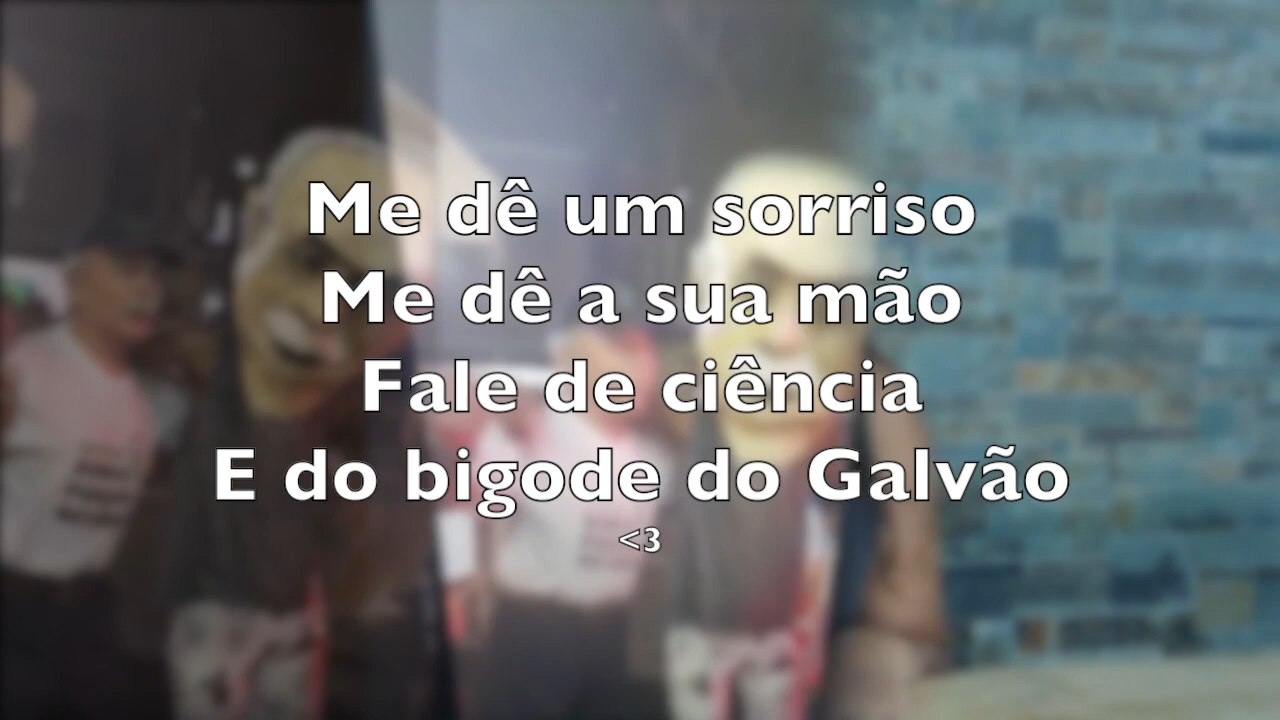 Me dê um sorriso
Me dê a sua mão
Fale de ciência
E do bigode do Galvão
<3